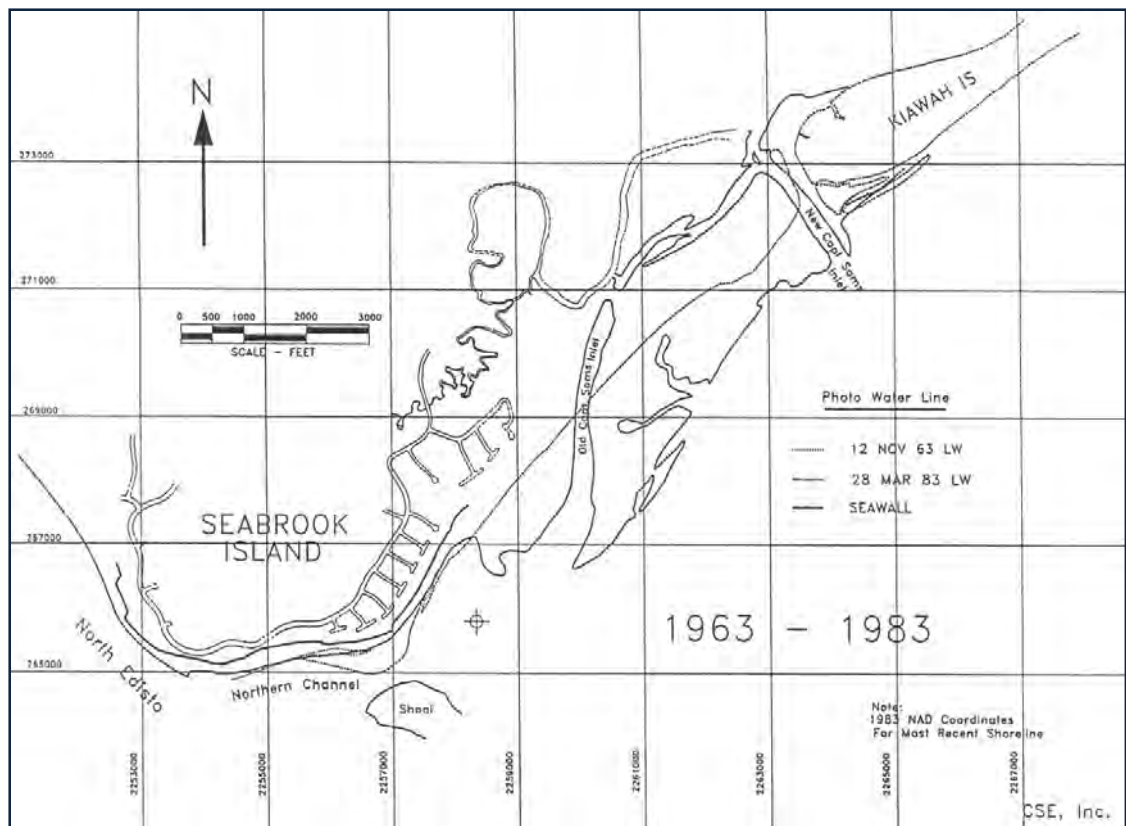 N
KIAWAH IS
273000
New Capt Sams
Inlet
271000
0 500 1000 2000 3000
SCALE - FEET
Old Capt Sams Inlet
Photo Water Line
269000
12 NOV 63 LW
28 MAR 83 LW
SEAWALL
SEABROOK
ISLAND
267000
1963 - 1983
North Edisto
265000
Northern Channel
Shoal
Note:
1983 NAD Coordinates
For Most Recent Shoreline
2253000
2255000
2257000
2259000
2261000
2263000
2265000
2267000
CSE, Inc.